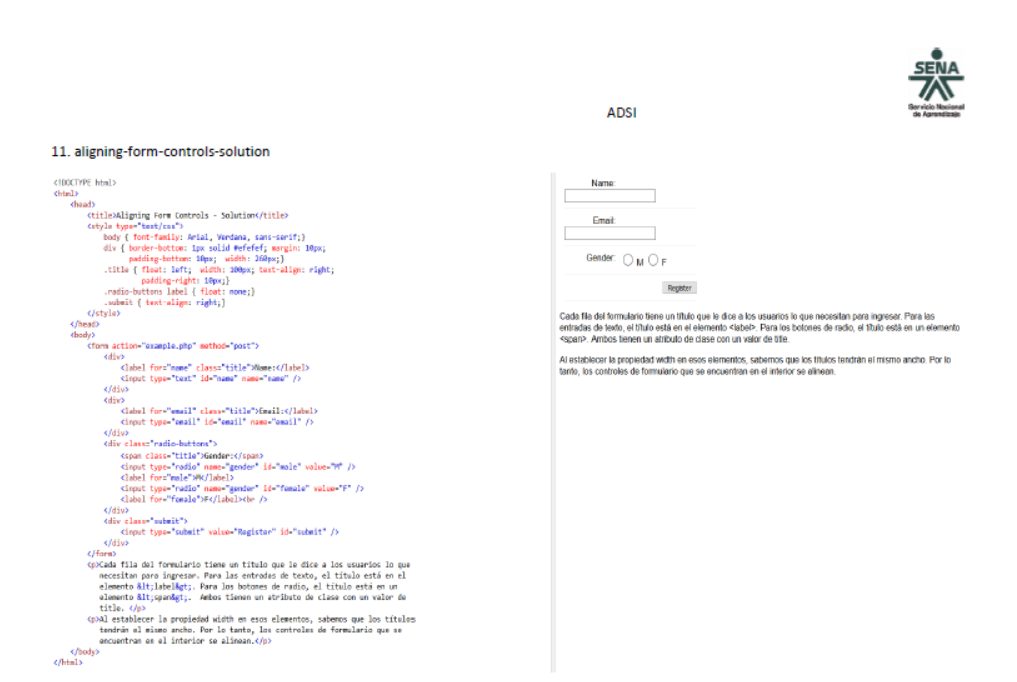 SENA
Servicio Nacional
de Aprendizaje
ADSI
11. aligning-form-controls-solution
<!DOCTYPE html>
<html>
<head>
<title>Aligning Form Controls - Solution</title>
<style type="text/css">
body { font-family: Arial, Verdana, sans-serif;}
div { border-bottom: 1px solid #efefef; margin: 10px;
padding-bottom: 10px; width: 260px;}
.title { float: left; width: 100px; text-align: right;
padding-right: 10px;}
.radio-buttons label { float: none;}
.submit { text-align: right;}
</style>
</head>
<body>
<form action="example.php" method="post">
<div>
<label for="name" class="title">Name:</label>
<input type="text" id="name" name="name" />
</div>
<div>
<label for="email" class="title">Email:</label>
<input type="email" id="email" name="email" />
</div>
<div class="radio-buttons">
<span class="title">Gender:</span>
<input type="radio" name="gender" id="male" value="M" />
<label for="male">M</label>
<input type="radio" name="gender" id="female" value="F" />
<label for="female">F</label><br />
</div>
<div class="submit">
<input type="submit" value="Register" id="submit" />
</div>
</form>
<p>Cada fila del formulario tiene un título que le dice a los usuarios lo que
necesitan para ingresar. Para las entradas de texto, el título está en el
elemento &lt;label&gt;. Para los botones de radio, el título está en un
elemento &lt;span&gt;. Ambos tienen un atributo de clase con un valor de
title. </p>
<p>Al establecer la propiedad width en esos elementos, sabemos que los títulos
tendrán el mismo ancho. Por lo tanto, los controles de formulario que se
encuentran en el interior se alinean.</p>
</body>
</html>
Name:
Email:
Gender: M F
Register
Cada fila del formulario tiene un título que le dice a los usuarios lo que necesitan para ingresar. Para las
entradas de texto, el título está en el elemento <label>. Para los botones de radio, el título está en un elemento
<span>. Ambos tienen un atributo de clase con un valor de title.
Al establecer la propiedad width en esos elementos, sabemos que los títulos tendrán el mismo ancho. Por lo
tanto, los controles de formulario que se encuentran en el interior se alinean.